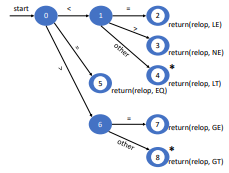 start
0
<
1
=
2
return(relop, LE)
>
3
return(relop, NE)
other
4
*
return(relop, LT)
=
5
return(relop, EQ)
>
6
=
7
return(relop, GE)
other
8
*
return(relop, GT)